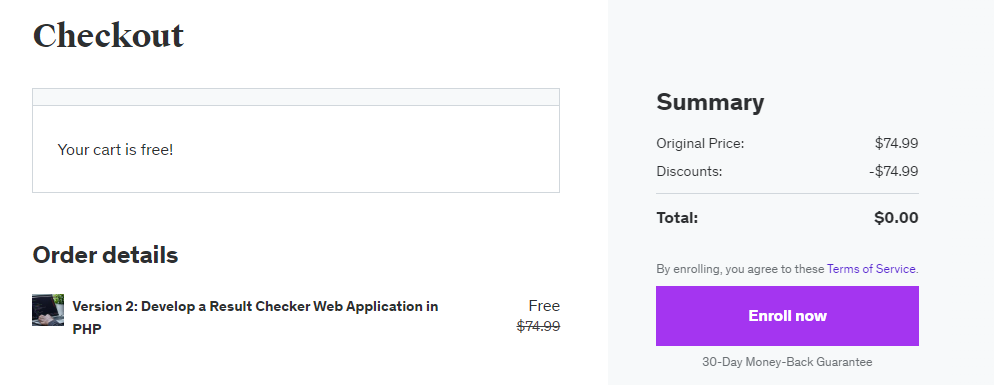 Checkout
Your cart is free!
Order details
Version 2: Develop a Result Checker Web Application in
PHP
Free
$74.99
Summary
Original Price: $74.99
Discounts: -$74.99
Total: $0.00
By enrolling, you agree to these Terms of Service.
Enroll now
30-Day Money-Back Guarantee